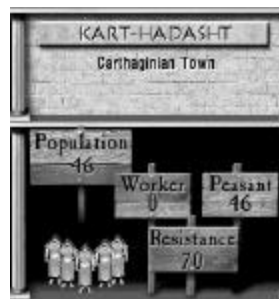 KART-HADASHT
Carthaginian Town
Population
46
Worker
0
Peasant
46
Resistance
70